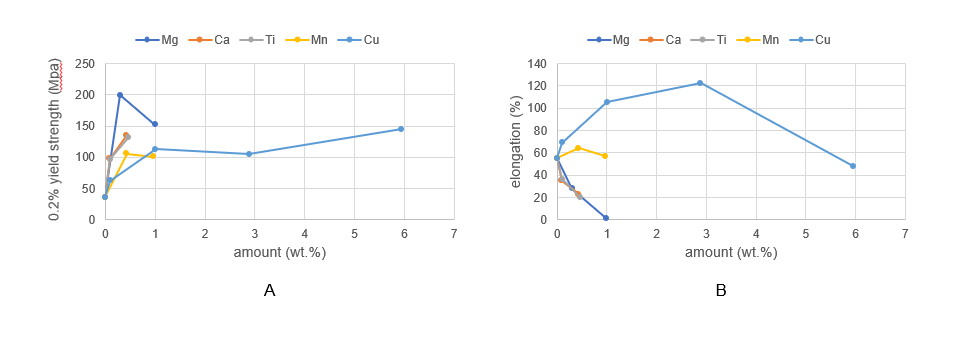 Mg Ca Ti Mn Cu
250
200
150
100
50
0
0 1 2 3 4 5 6 7
0.2% yield strength (Mpa)
amount (wt.%)
A
Mg Ca Ti Mn Cu
140
120
100
80
60
40
20
0
0 1 2 3 4 5 6 7
elongation (%)
amount (wt.%)
B